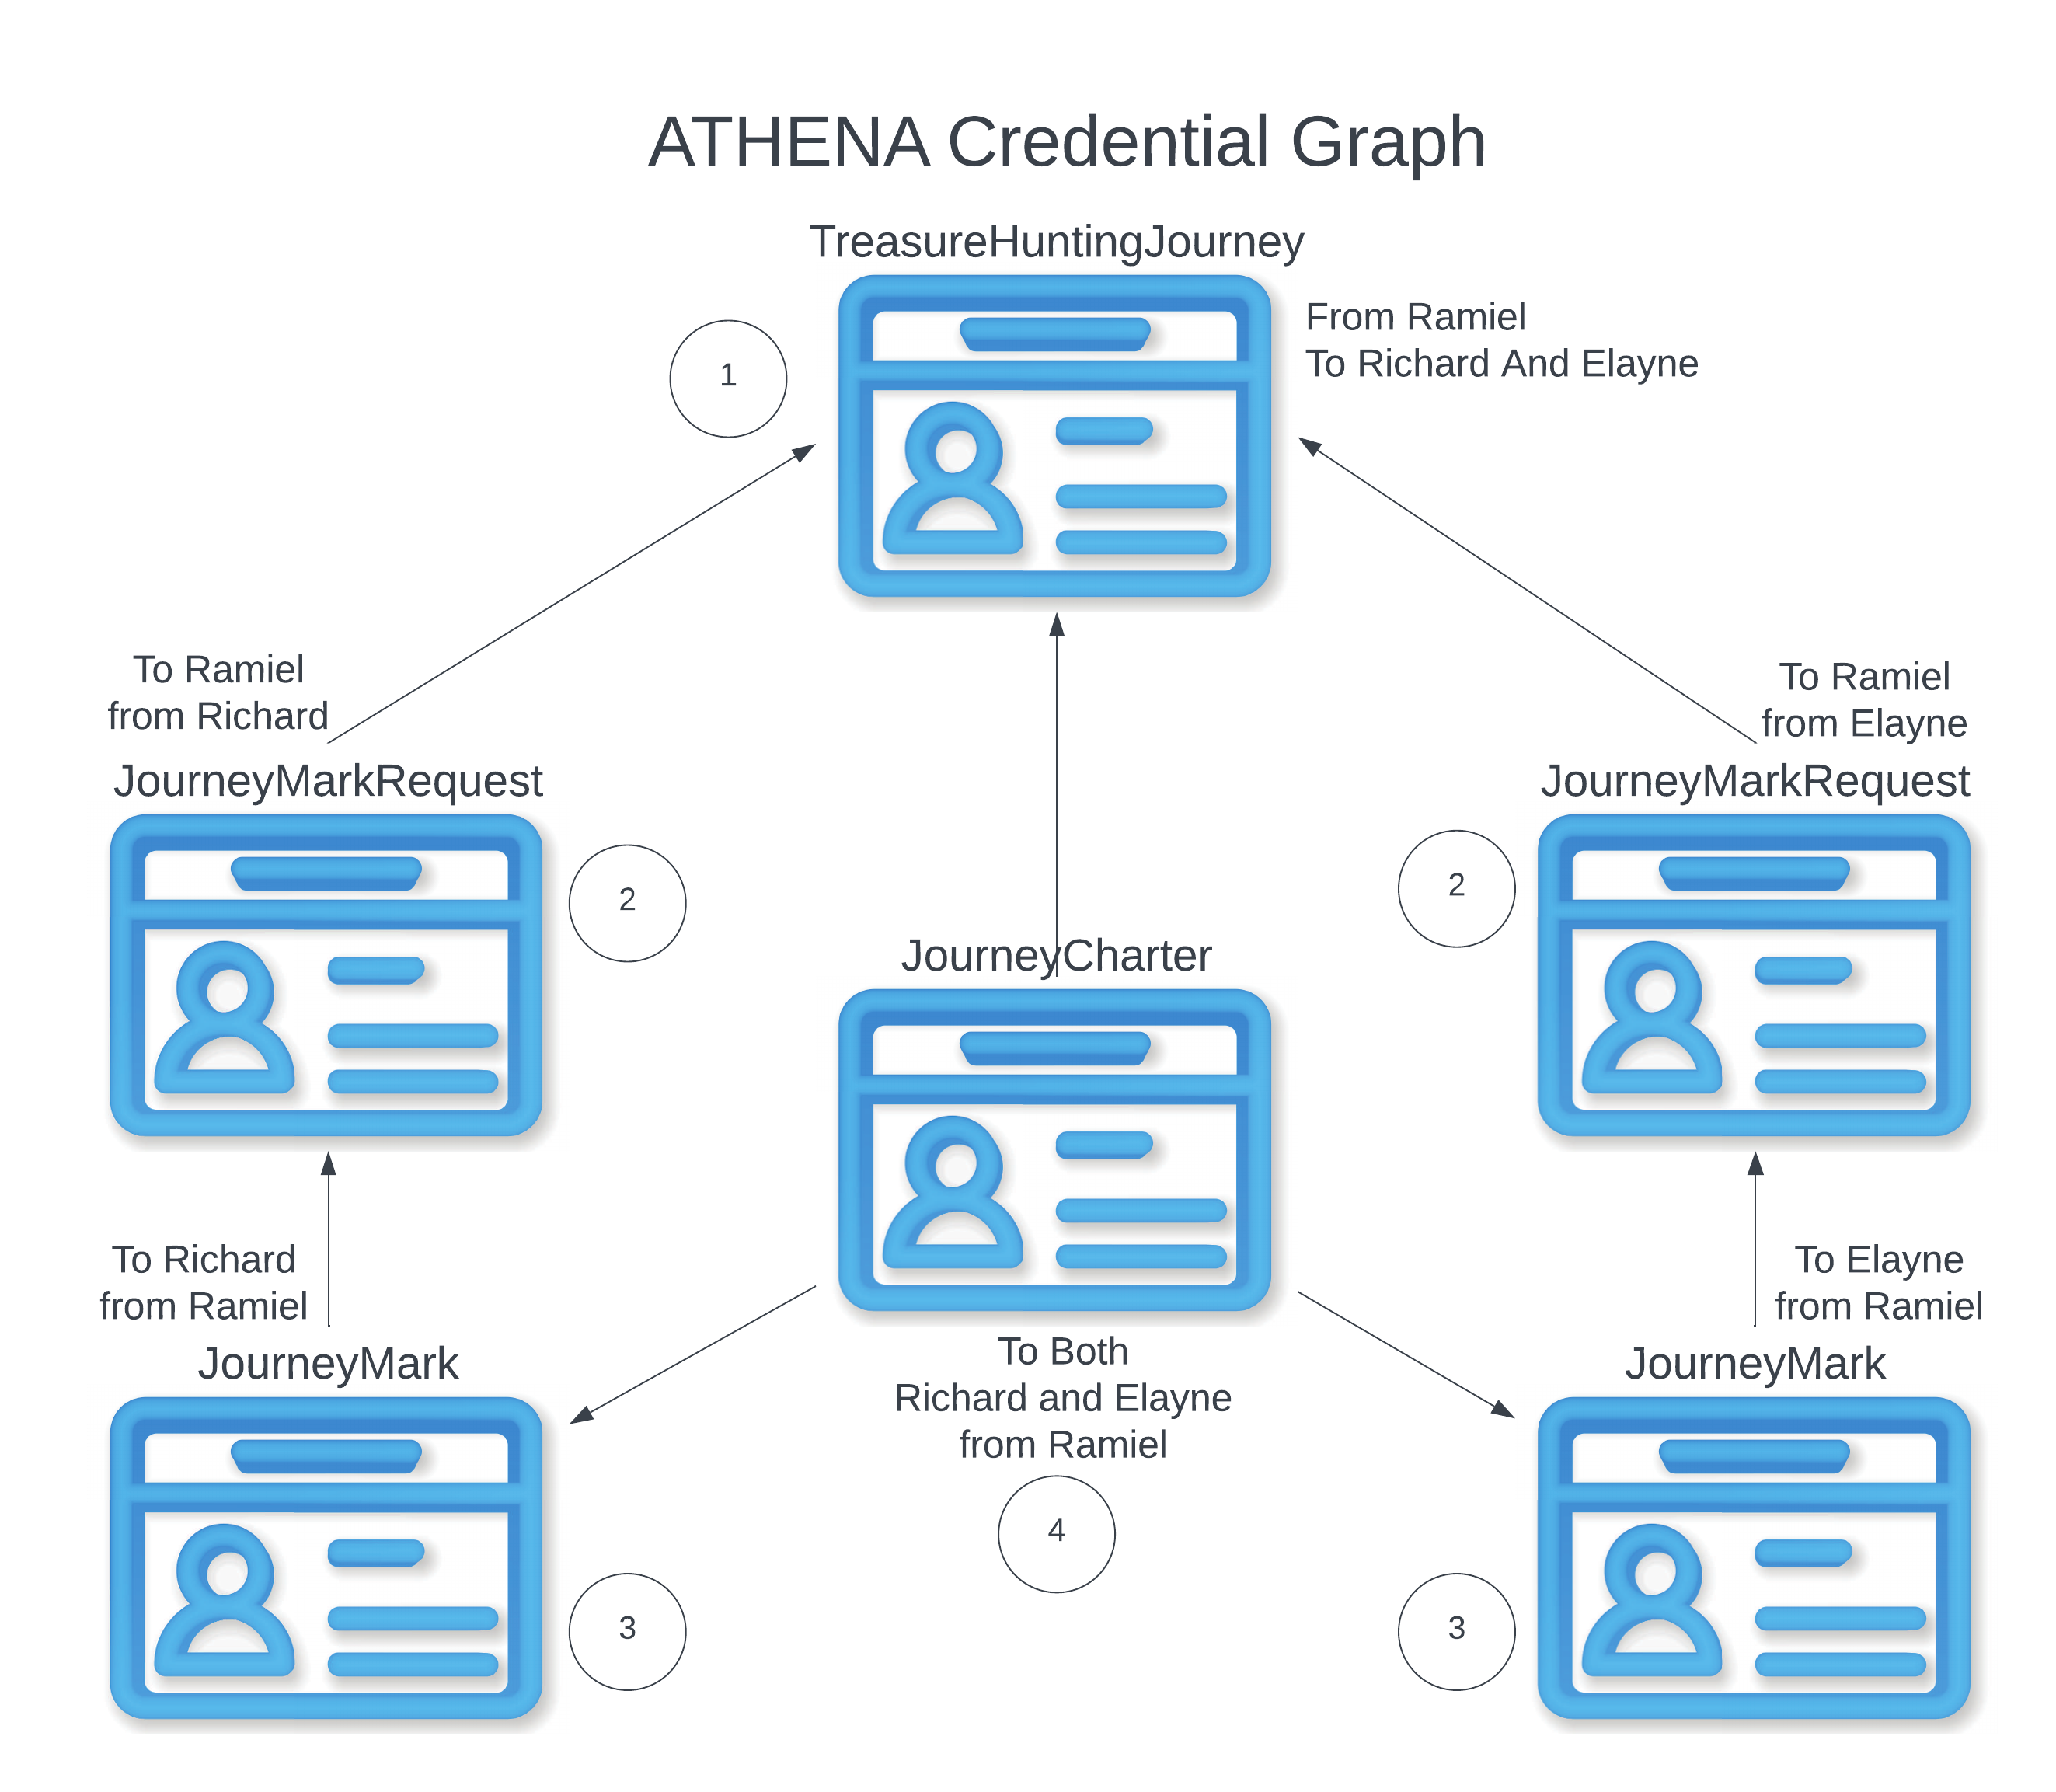 ATHENA Credential Graph
TreasureHuntingJourney
From Ramiel
To Richard And Elayne
1
To Ramiel
from Richard
JourneyMarkRequest
2
To Ramiel
from Elayne
JourneyMarkRequest
2
JourneyCharter
To Both
Richard and Elayne
from Ramiel
4
To Richard
from Ramiel
JourneyMark
3
To Elayne
from Ramiel
JourneyMark
3